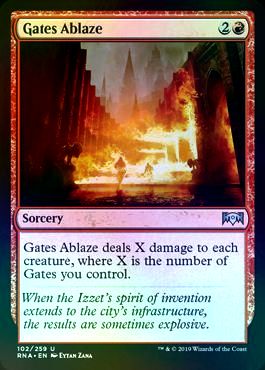 Gates Ablaze 2
Sorcery
Gates Ablaze deals X damage to each
creature, where X is the number of
Gates you control.
When the Izzet's spirit of invention
extends to the city's infrastructure,
the results are sometimes explosive.
102/259 U
RNA • EN Eytan Zana
™ & © 2019 Wizards of the Coast